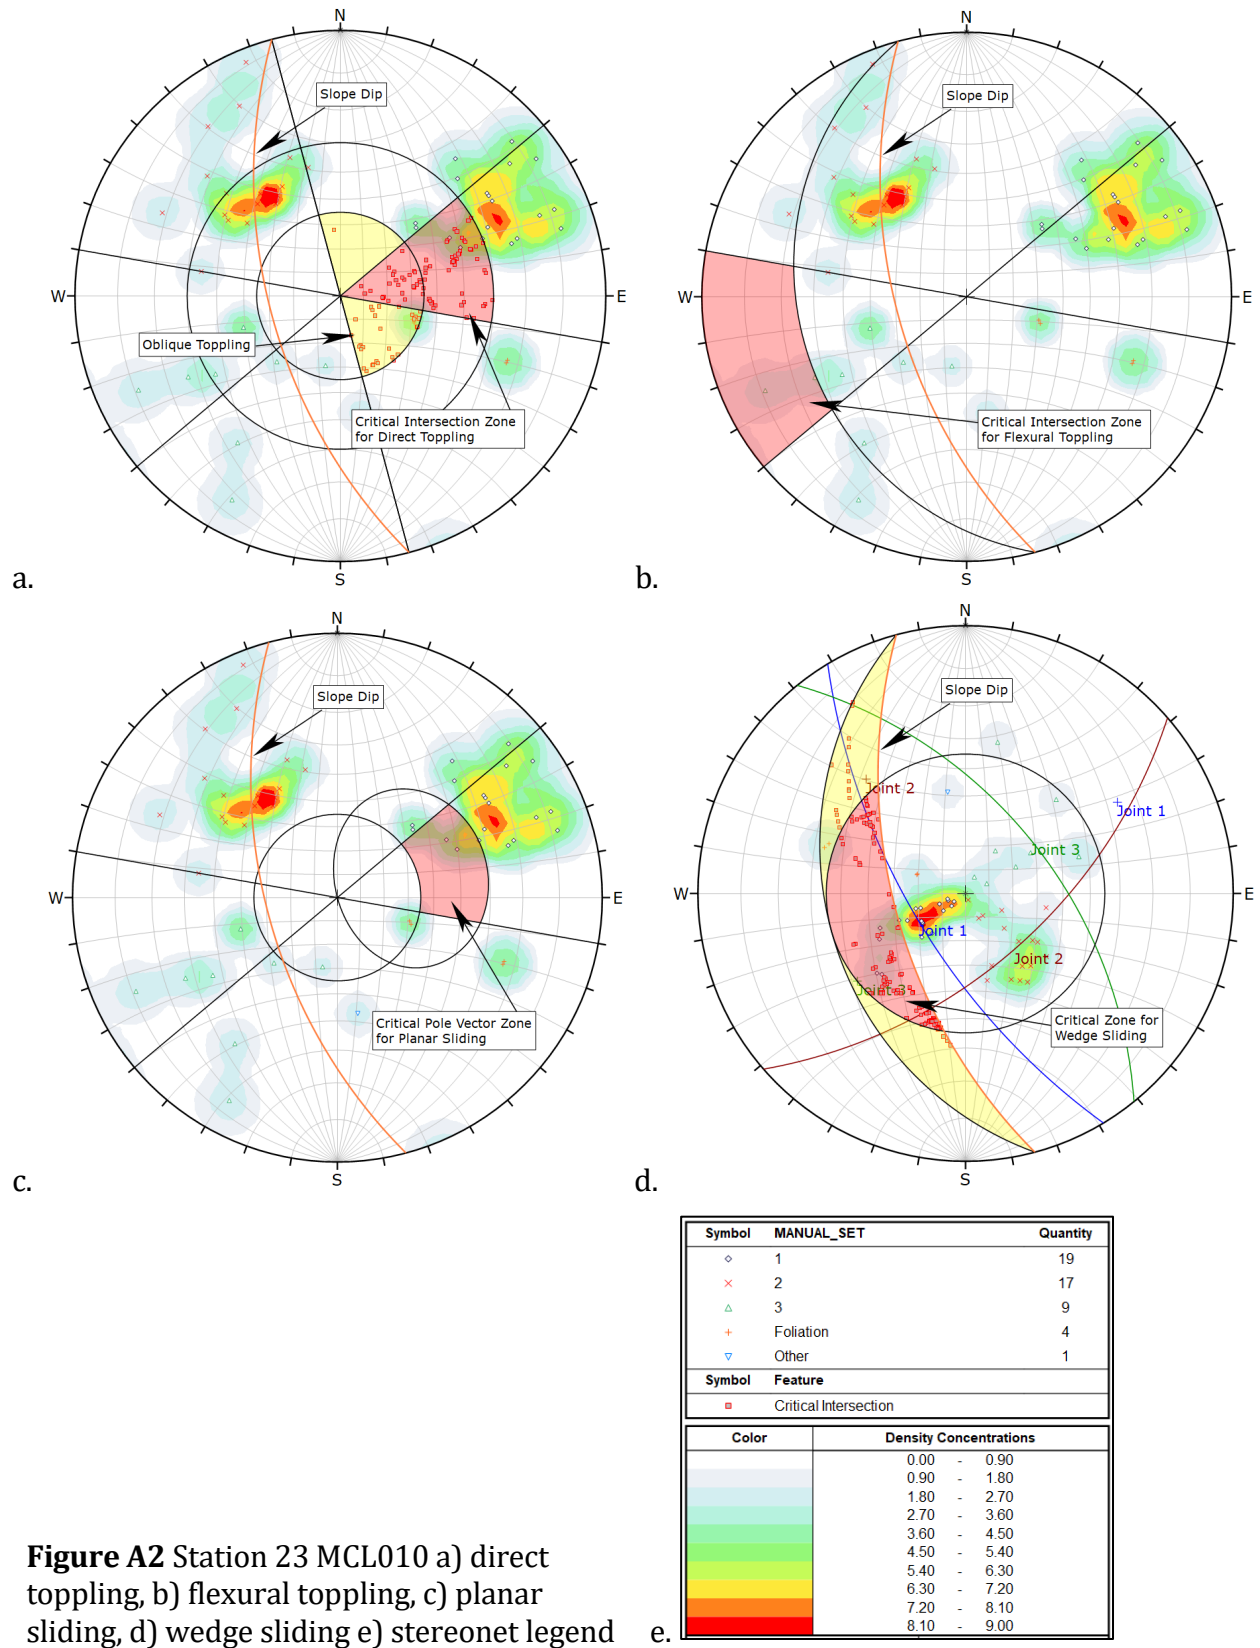 N
Slope Dip
W
E
Oblique Toppling
Critical Intersection Zone
for Direct Toppling
S
a.
N
Slope Dip
W
E
Critical Intersection Zone
for Flexural Toppling
S
b.
N
Slope Dip
W
E
Critical Pole Vector Zone
for Planar Sliding
S
c.
N
Slope Dip
Joint 2
Joint 1
Joint 3
W
E
Joint 1
Joint 2
Joint 3
Critical Zone for
Wedge Sliding
S
d.
Symbol MANUAL_SET Quantity
1 19
2 17
3 9
Foliation 4
Other 1
Symbol Feature
Critical Intersection
Color Density Concentrations
0.00 - 0.90
0.90 - 1.80
1.80 - 2.70
2.70 - 3.60
3.60 - 4.50
4.50 - 5.40
5.40 - 6.30
6.30 - 7.20
7.20 - 8.10
8.10 - 9.00
e.
Figure A2 Station 23 MCL010 a) direct
toppling, b) flexural toppling, c) planar
sliding, d) wedge sliding e) stereonet legend